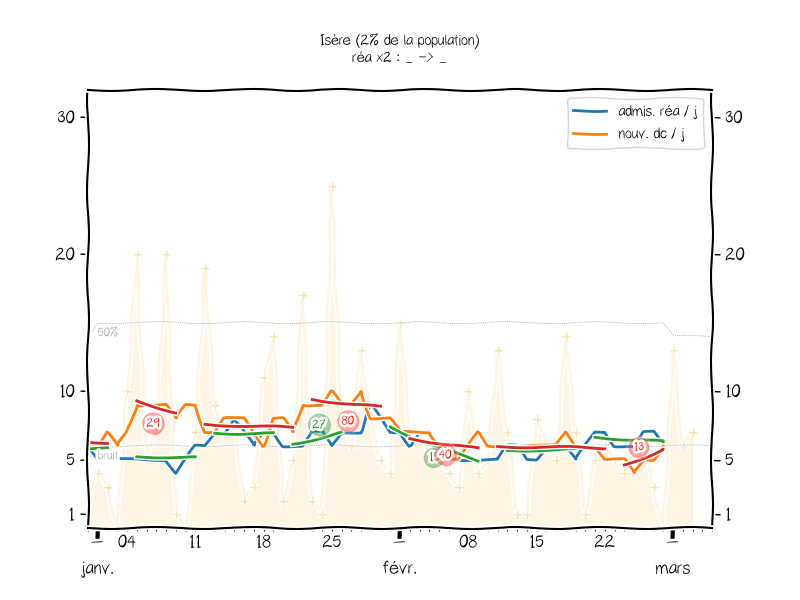 Isère (2% de la population)
réa x2 : _ -> _
admis. réa / j
nouv. dc / j
30
30
20
20
50%
10
10
29
27
80
13
40
bruit
5
5
1
1
04
11
18
25
08
15
22
janv.
févr.
mars